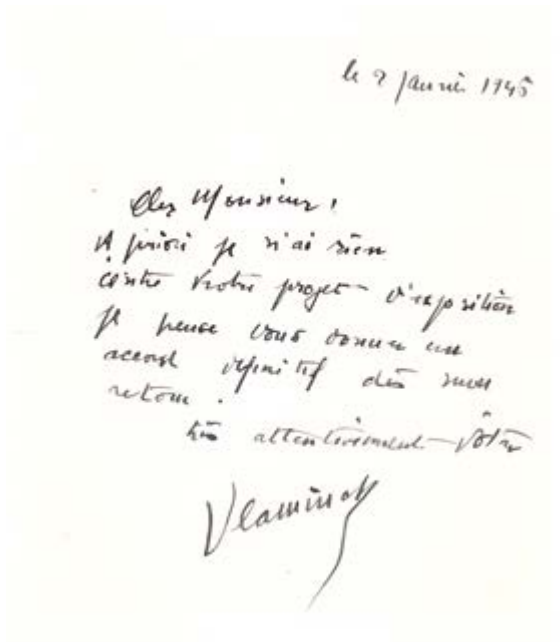 le 2 Janvier 1945
Cher Monsieur,
A priori je n'ai rien
contre votre projet d'exposition
je pense vous donner un
accord définitif dès mon
retour.
très attentivement vôtre
Vlaminck